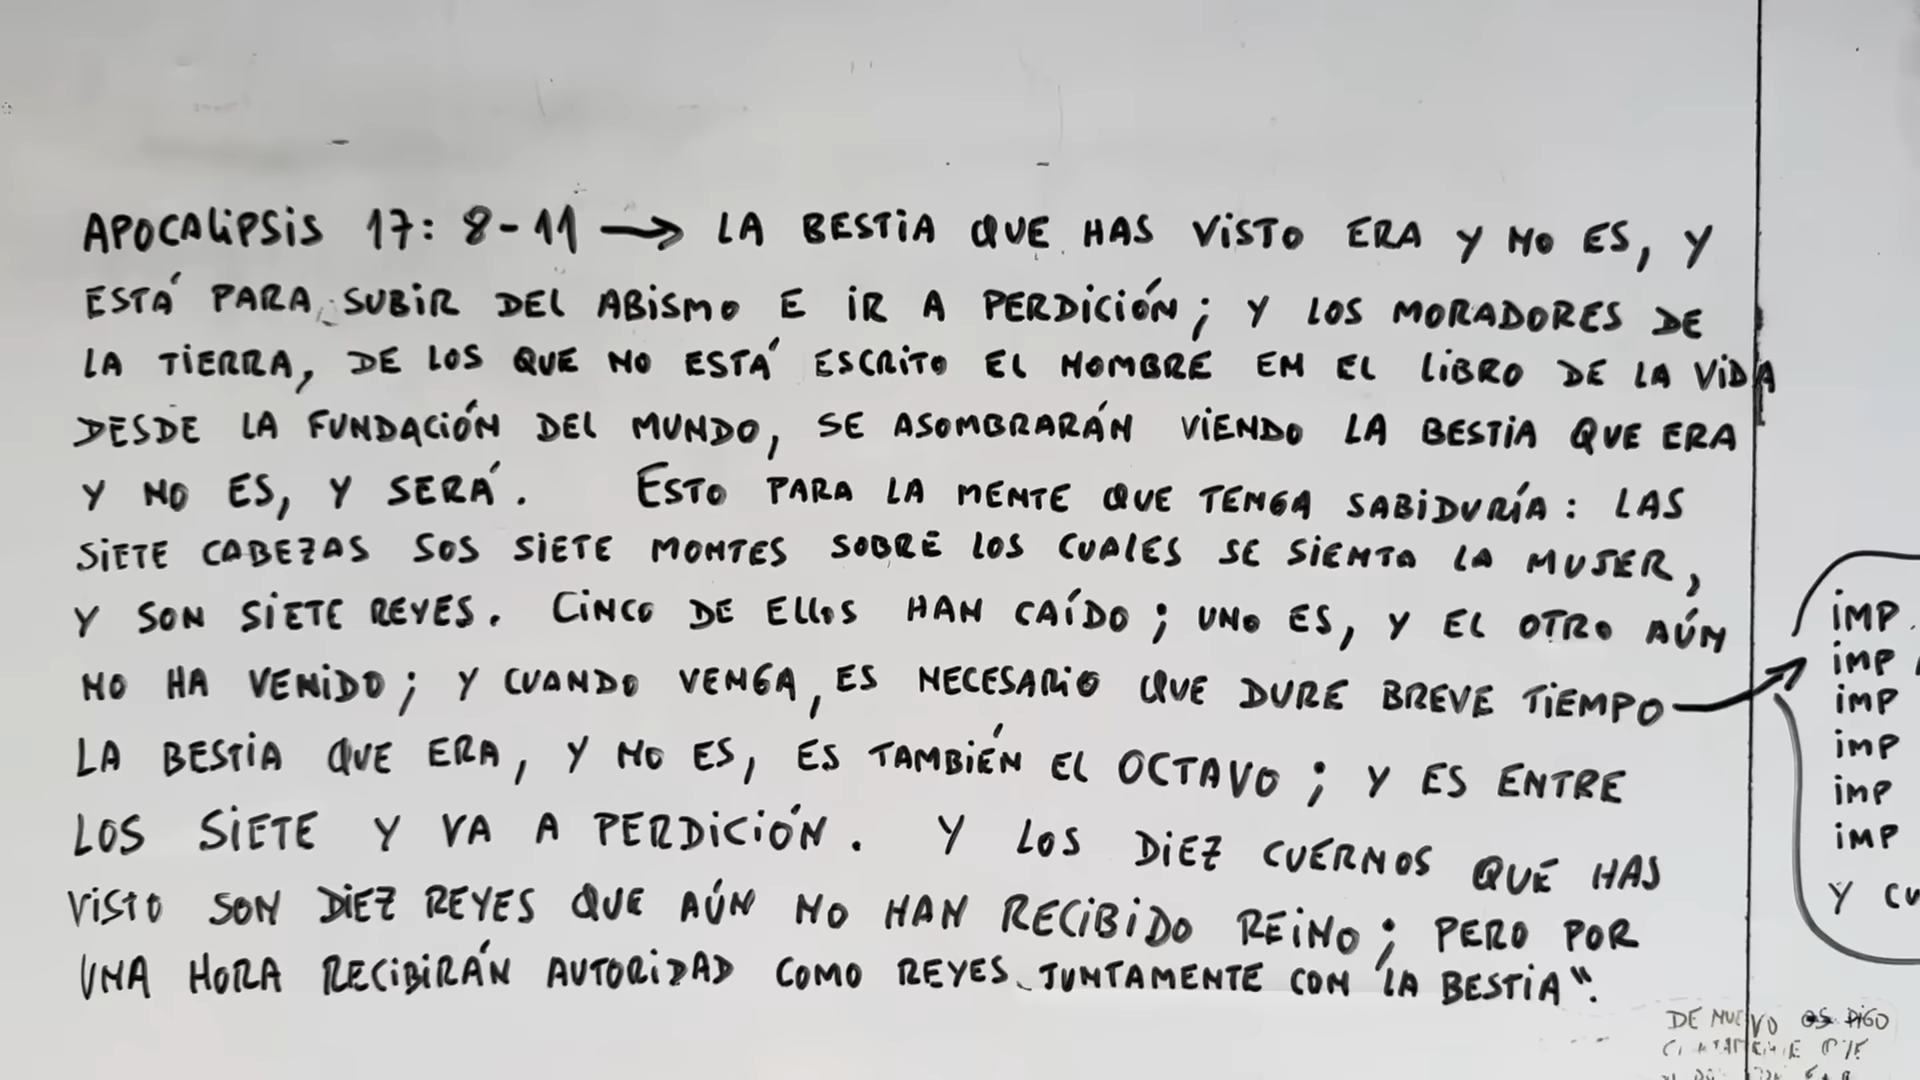 APOCALIPSIS 17: 8-11 → LA BESTIA QUE HAS VISTO ERA Y NO ES, Y
ESTÁ PARA SUBIR DEL ABISMO E IR A PERDICIÓN; Y LOS MORADORES DE
LA TIERRA, DE LOS QUE NO ESTÁ ESCRITO EL NOMBRE EN EL LIBRO DE LA VIDA
DESDE LA FUNDACIÓN DEL MUNDO, SE ASOMBRARÁN VIENDO LA BESTIA QUE ERA
Y NO ES, Y SERÁ. ESTO PARA LA MENTE QUE TENGA SABIDURÍA: LAS
SIETE CABEZAS SOS SIETE MONTES SOBRE LOS CUALES SE SIENTA LA MUJER,
Y SON SIETE REYES. CINCO DE ELLOS HAN CAÍDO; UNO ES, Y EL OTRO AÚN
NO HA VENIDO; Y CUANDO VENGA, ES NECESARIO QUE DURE BREVE TIEMPO →
LA BESTIA QUE ERA, Y NO ES, ES TAMBIÉN EL OCTAVO; Y ES ENTRE
LOS SIETE Y VA A PERDICIÓN. Y LOS DIEZ CUERNOS QUE HAS
VISTO SON DIEZ REYES QUE AÚN NO HAN RECIBIDO REINO; PERO POR
UNA HORA RECIBIRÁN AUTORIDAD COMO REYES JUNTAMENTE CON LA BESTIA".
IMP.
IMP
IMP
IMP
IMP
IMP
Y CU
DE NUEVO OS DIGO